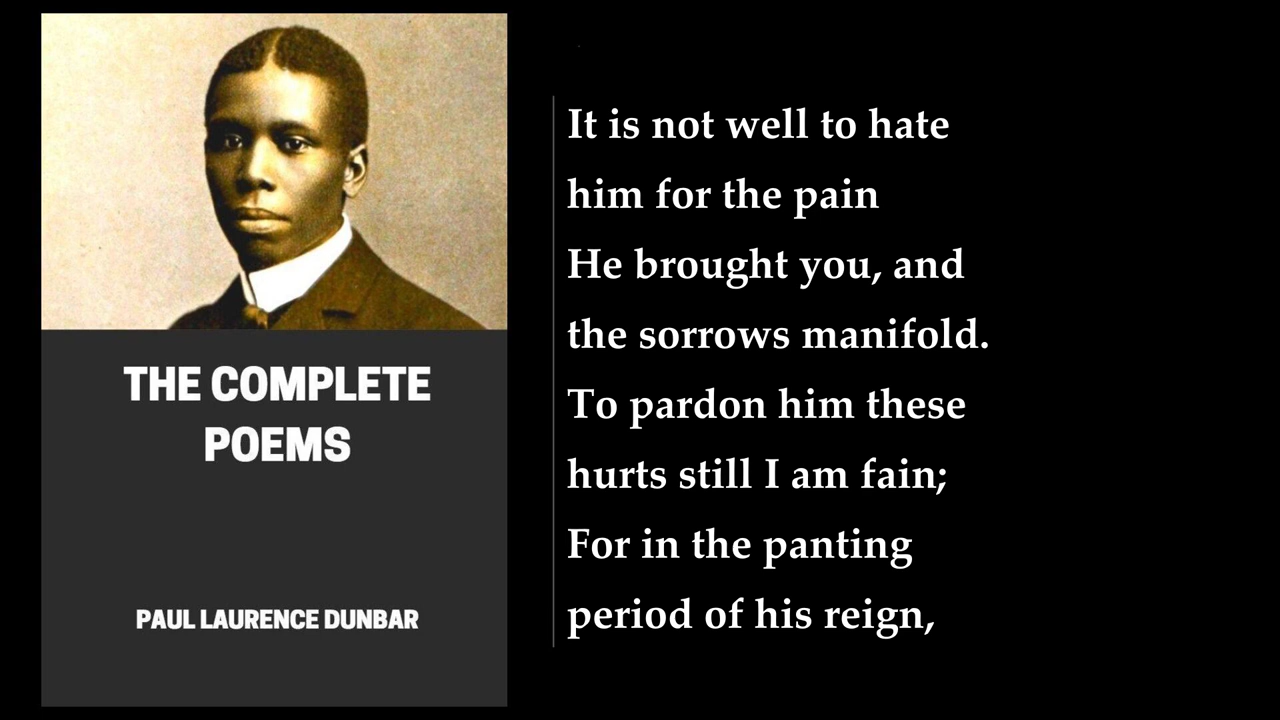 THE COMPLETE
POEMS
PAUL LAURENCE DUNBAR
It is not well to hate
him for the pain
He brought you, and
the sorrows manifold.
To pardon him these
hurts still I am fain;
For in the panting
period of his reign,